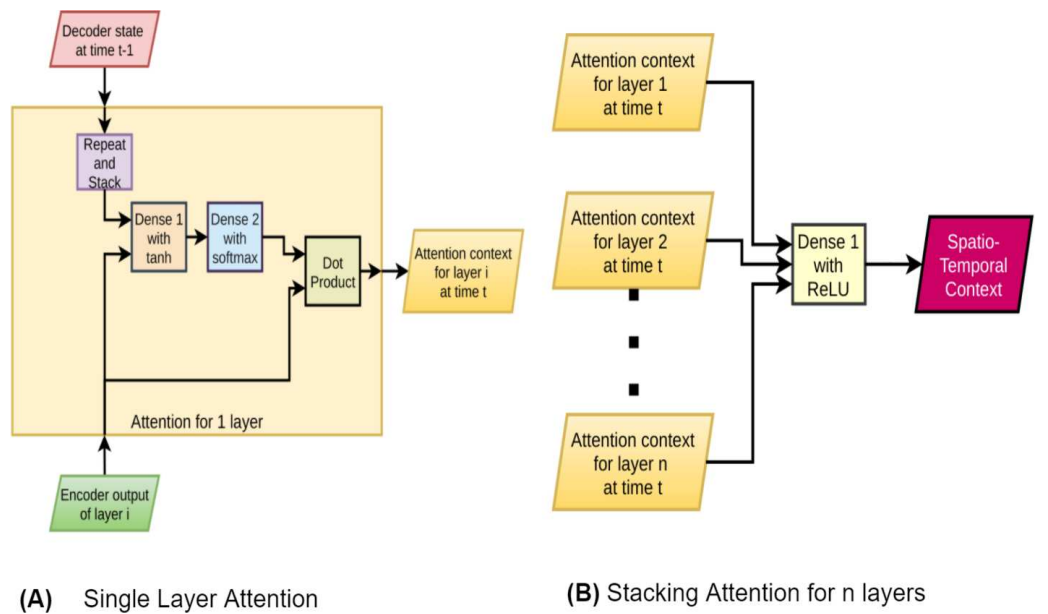 Decoder state
at time t-1
Repeat
and
Stack
Dense 1
with
tanh
Dense 2
with
softmax
Dot
Product
Attention context
for layer i
at time t
Attention for 1 layer
Encoder output
of layer i
(A) Single Layer Attention
Attention context
for layer 1
at time t
Attention context
for layer 2
at time t
Attention context
for layer n
at time t
Dense 1
with
ReLU
Spatio-
Temporal
Context
(B) Stacking Attention for n layers